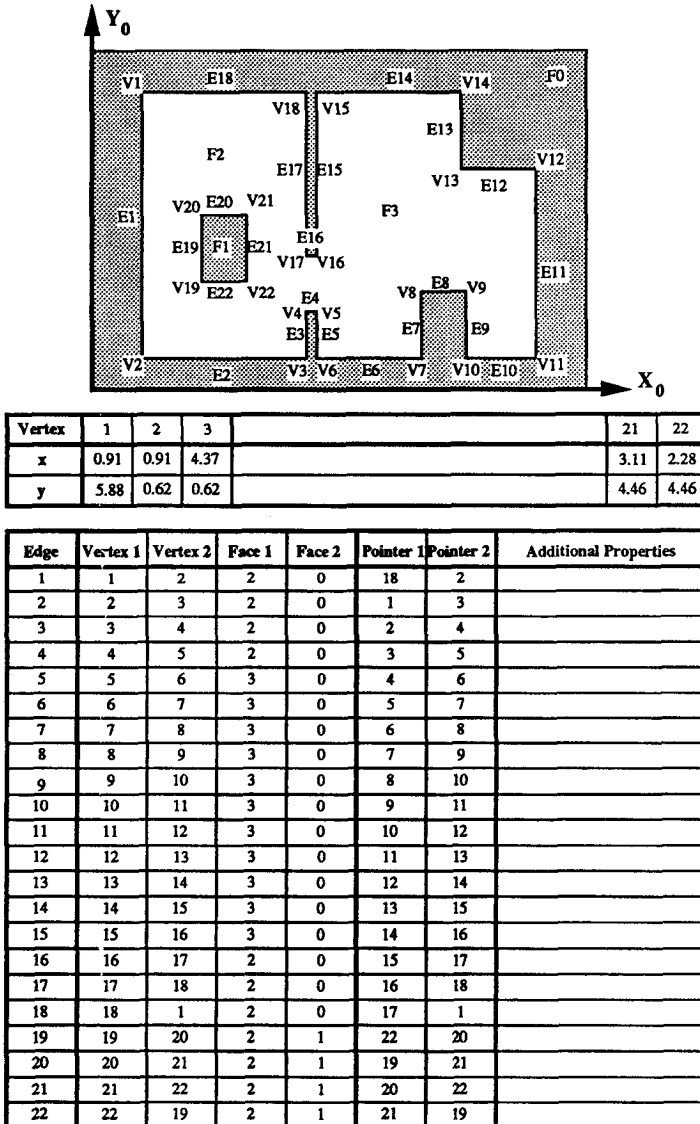 Y0
V1 E18 E14 V14 F0
V18 V15
E13
F2 E17 E15 V13 V12
E12
V20 E20 V21 F3
E1 E19 F1 E21 E16
V17 V16 E11
V19 E22 V22 E4 V8 E8 V9
V4 V5
E3 E5 E7 E9
V2 E2 V3 V6 E6 V7 V10 E10 V11
X0
Vertex 1 2 3 21 22
x 0.91 0.91 4.37 3.11 2.28
y 5.88 0.62 0.62 4.46 4.46
Edge Vertex 1 Vertex 2 Face 1 Face 2 Pointer 1 Pointer 2 Additional Properties
1 1 2 2 0 18 2
2 2 3 2 0 1 3
3 3 4 2 0 2 4
4 4 5 2 0 3 5
5 5 6 3 0 4 6
6 6 7 3 0 5 7
7 7 8 3 0 6 8
8 8 9 3 0 7 9
9 9 10 3 0 8 10
10 10 11 3 0 9 11
11 11 12 3 0 10 12
12 12 13 3 0 11 13
13 13 14 3 0 12 14
14 14 15 3 0 13 15
15 15 16 3 0 14 16
16 16 17 2 0 15 17
17 17 18 2 0 16 18
18 18 1 2 0 17 1
19 19 20 2 1 22 20
20 20 21 2 1 19 21
21 21 22 2 1 20 22
22 22 19 2 1 21 19